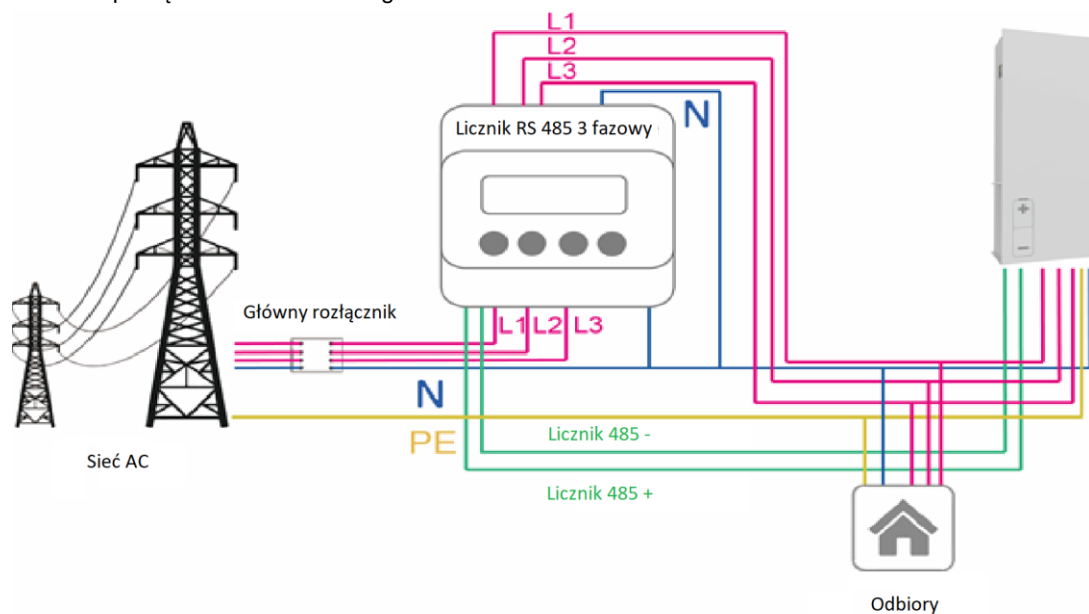 L1
L2
L3
N
Licznik RS 485 3 fazowy
Główny rozłącznik
L1 L2 L3
N
PE
Licznik 485 -
Sieć AC
Licznik 485 +
Odbiory